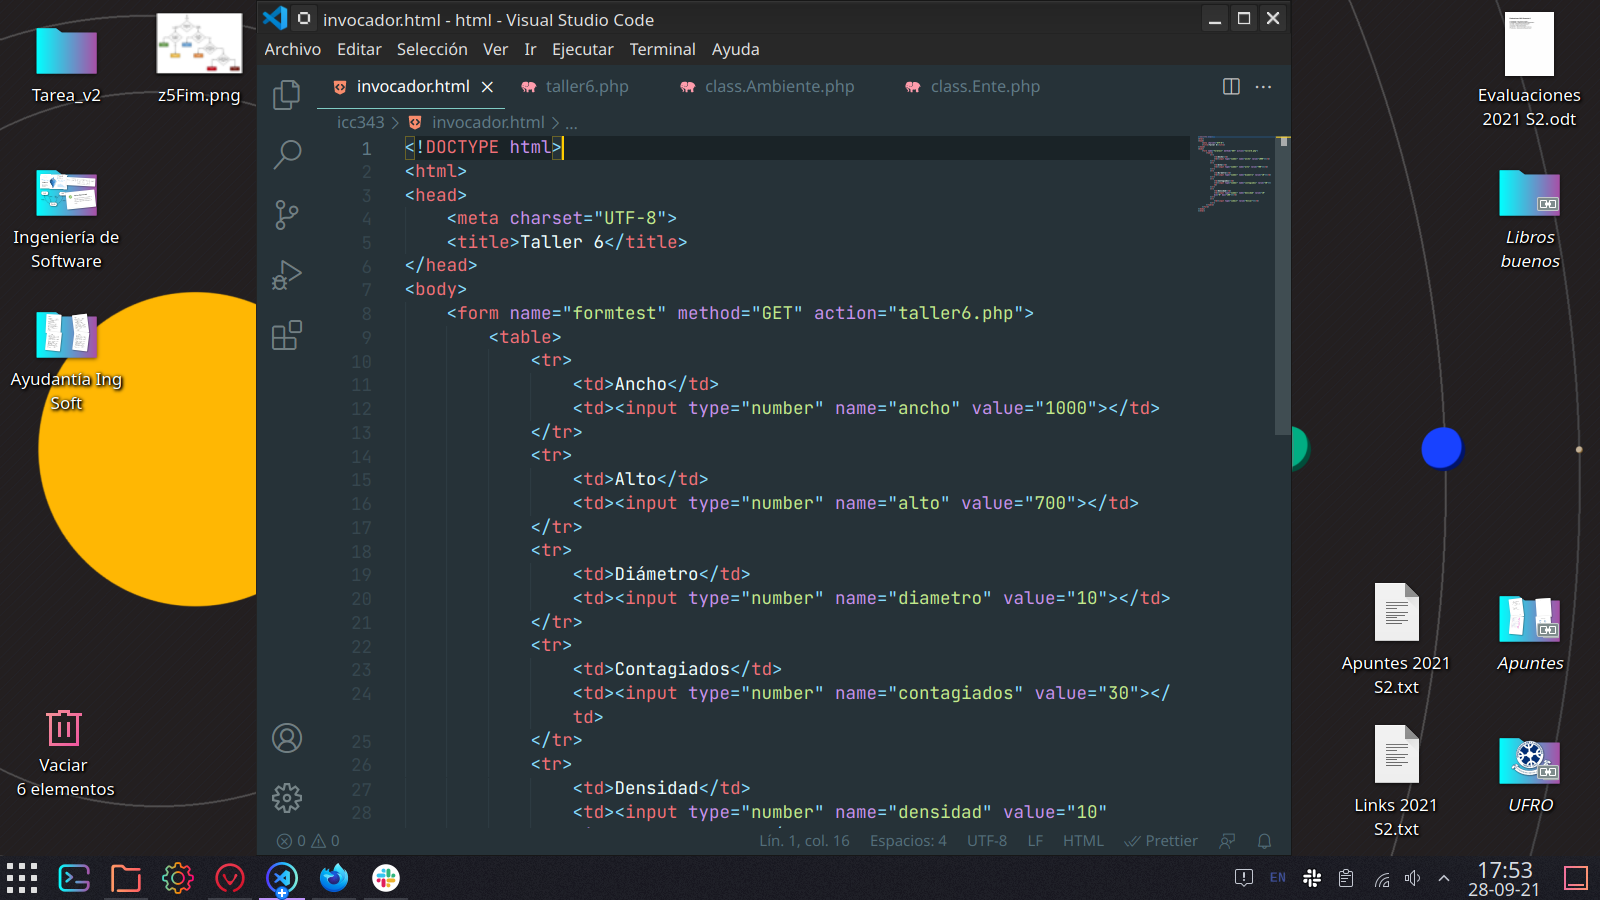 invocador.html - html - Visual Studio Code
Archivo Editar Selección Ver Ir Ejecutar Terminal Ayuda
invocador.html taller6.php class.Ambiente.php class.Ente.php
icc343 > invocador.html > ...
1 <!DOCTYPE html>
2 <html>
3 <head>
4 <meta charset="UTF-8">
5 <title>Taller 6</title>
6 </head>
7 <body>
8 <form name="formtest" method="GET" action="taller6.php">
9 <table>
10 <tr>
11 <td>Ancho</td>
12 <td><input type="number" name="ancho" value="1000"></td>
13 </tr>
14 <tr>
15 <td>Alto</td>
16 <td><input type="number" name="alto" value="700"></td>
17 </tr>
18 <tr>
19 <td>Diámetro</td>
20 <td><input type="number" name="diametro" value="10"></td>
21 </tr>
22 <tr>
23 <td>Contagiados</td>
24 <td><input type="number" name="contagiados" value="30"></
td>
25 </tr>
26 <tr>
27 <td>Densidad</td>
28 <td><input type="number" name="densidad" value="10"
0 0 Lín. 1, col. 16 Espacios: 4 UTF-8 LF HTML Prettier
Tarea_v2
z5Fim.png
Ingeniería de
Software
Ayudantía Ing
Soft
Vaciar
6 elementos
Evaluaciones
2021 S2.odt
Libros
buenos
Apuntes 2021
S2.txt
Apuntes
Links 2021
S2.txt
UFRO
EN
17:53
28-09-21